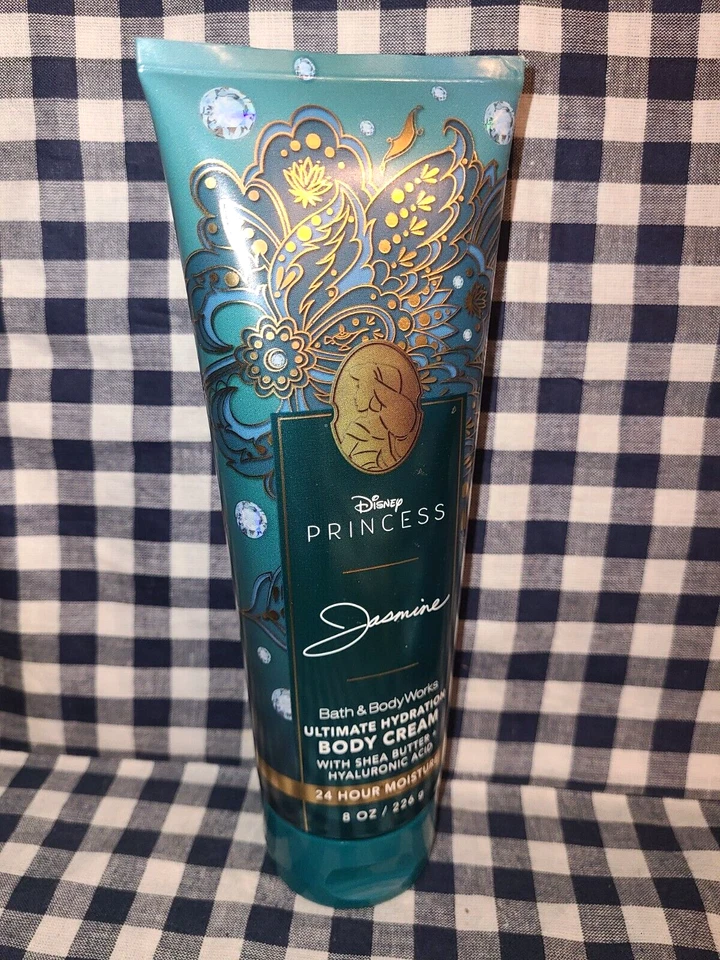 Disney
PRINCESS
Jasmine
Bath & Body Works
ULTIMATE HYDRATION
BODY CREAM
WITH SHEA BUTTER +
HYALURONIC ACID
24 HOUR MOISTURE
8 OZ / 226 g